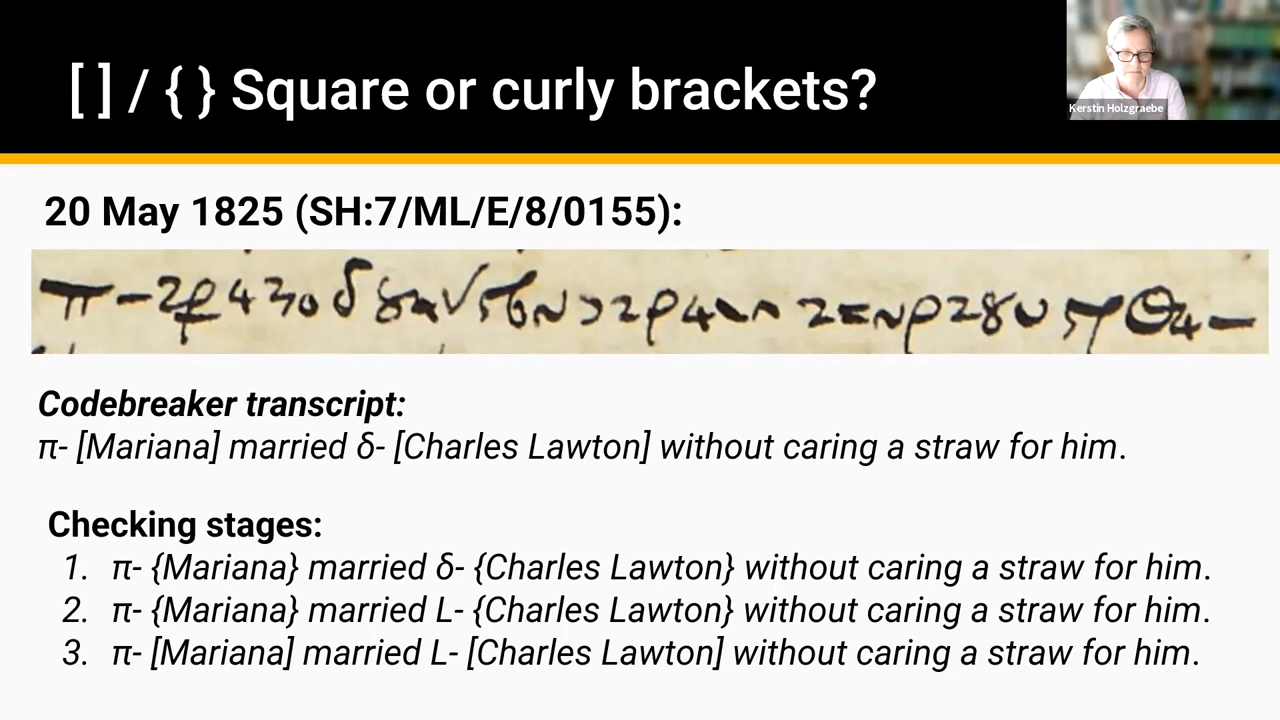 [ ] / { } Square or curly brackets?
Kerstin Holzgraebe
20 May 1825 (SH:7/ML/E/8/0155):
Codebreaker transcript:
π- [Mariana] married δ- [Charles Lawton] without caring a straw for him.
Checking stages:
1. π- {Mariana} married δ- {Charles Lawton} without caring a straw for him.
2. π- {Mariana} married L- {Charles Lawton} without caring a straw for him.
3. π- [Mariana] married L- [Charles Lawton] without caring a straw for him.